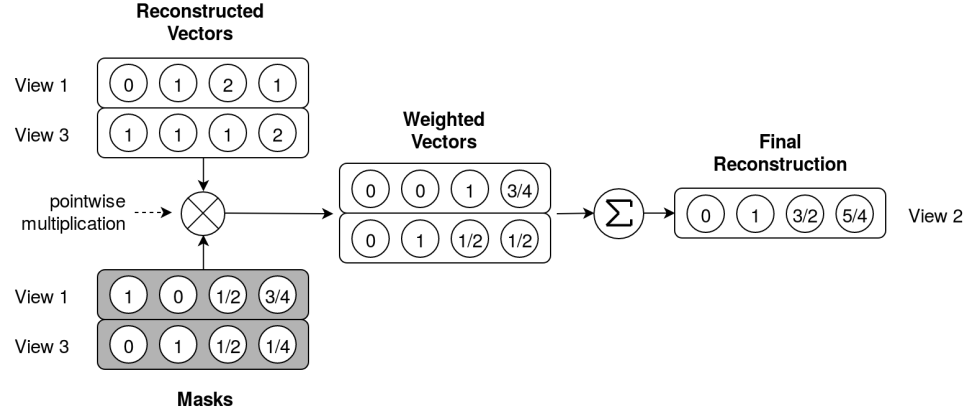 Reconstructed
Vectors
View 1 0 1 2 1
View 3 1 1 1 2
pointwise
multiplication
View 1 1 0 1/2 3/4
View 3 0 1 1/2 1/4
Masks
Weighted
Vectors
0 0 1 3/4
0 1 1/2 1/2
Σ
Final
Reconstruction
0 1 3/2 5/4 View 2